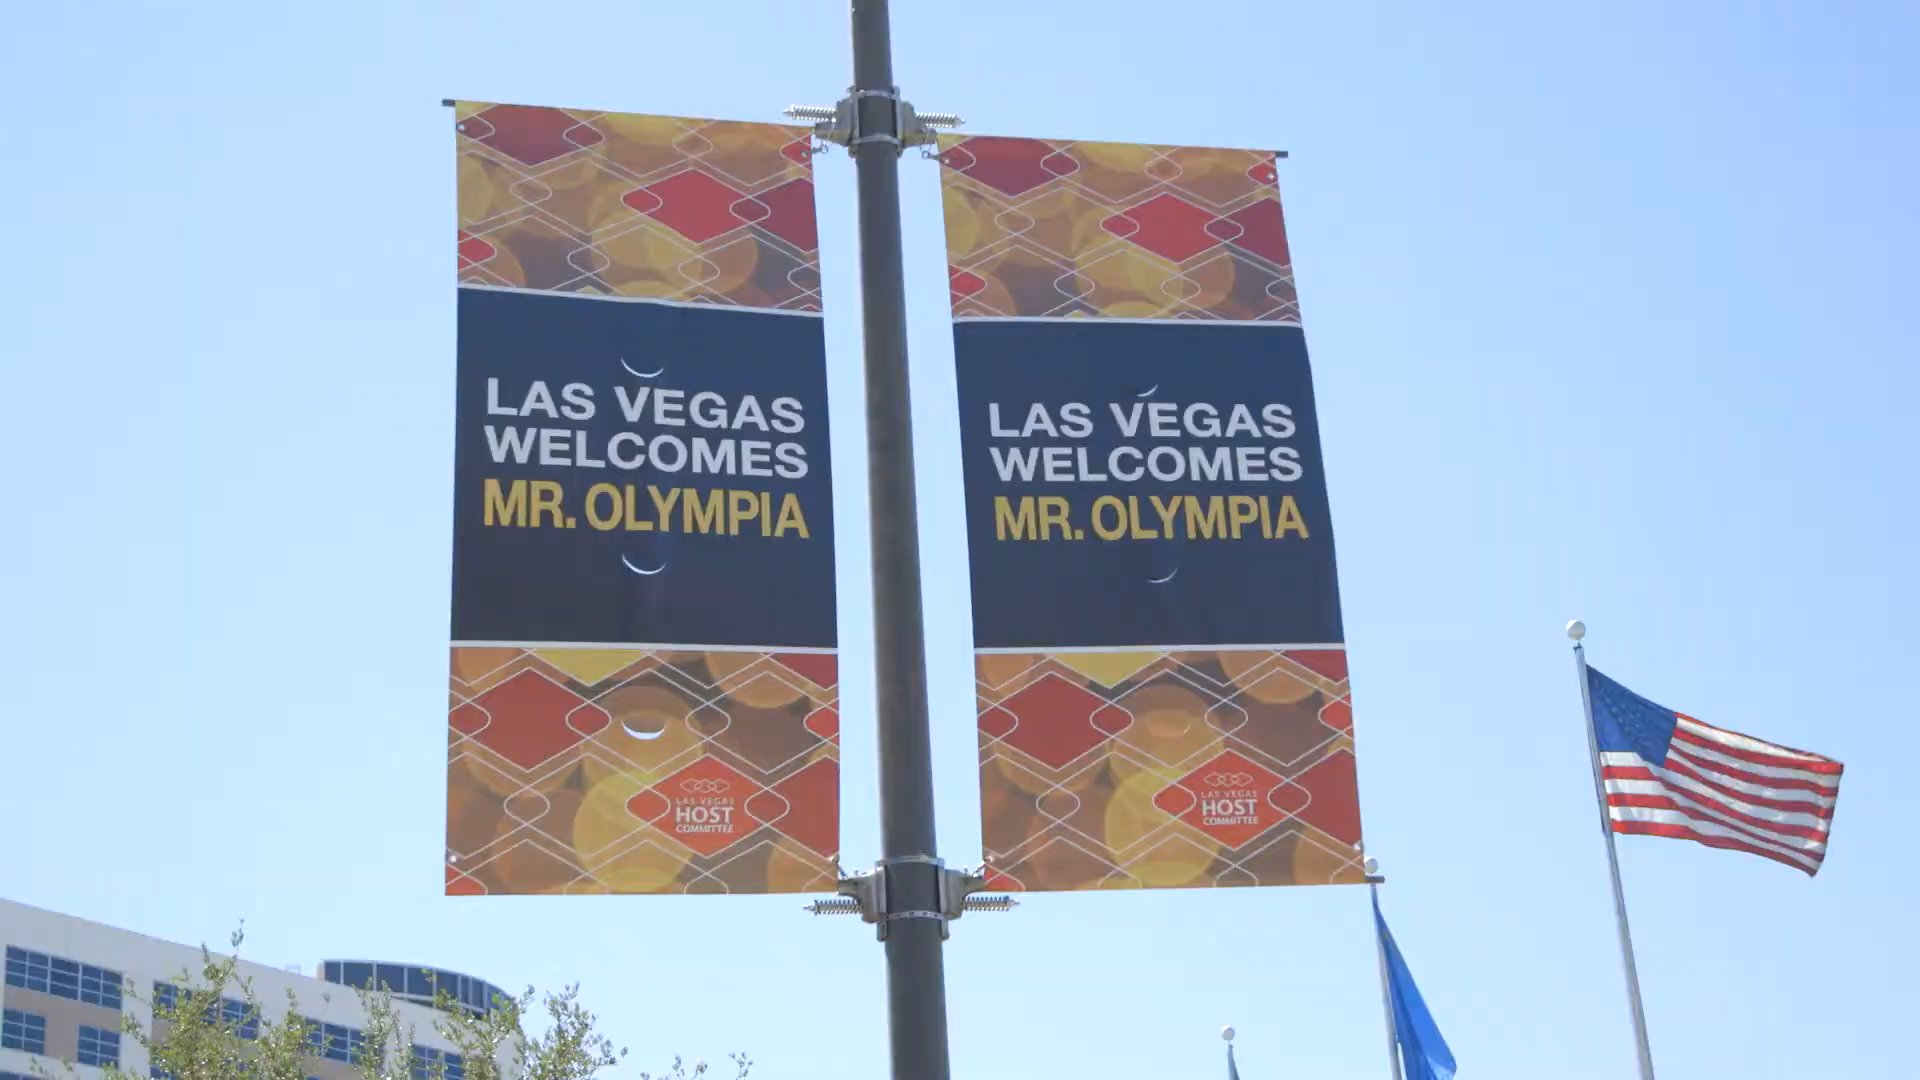 LAS VEGAS
WELCOMES
MR. OLYMPIA
LAS VEGAS
HOST
COMMITTEE
LAS VEGAS
WELCOMES
MR. OLYMPIA
LAS VEGAS
HOST
COMMITTEE